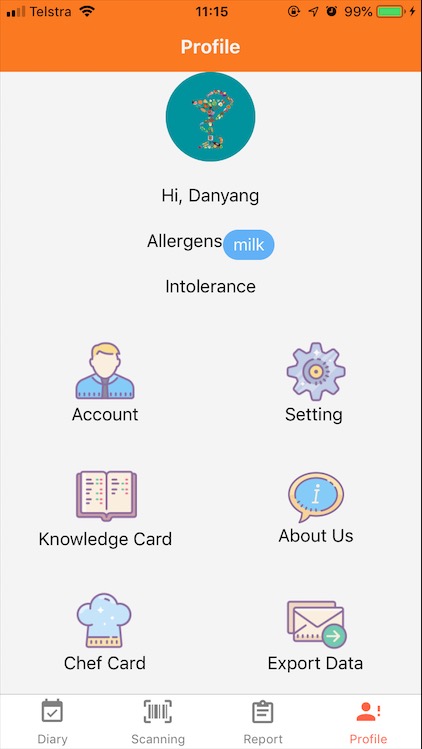 Telstra 11:15 99%
Profile
Hi, Danyang
Allergens milk
Intolerance
Account Setting
Knowledge Card About Us
Chef Card Export Data
Diary Scanning Report Profile